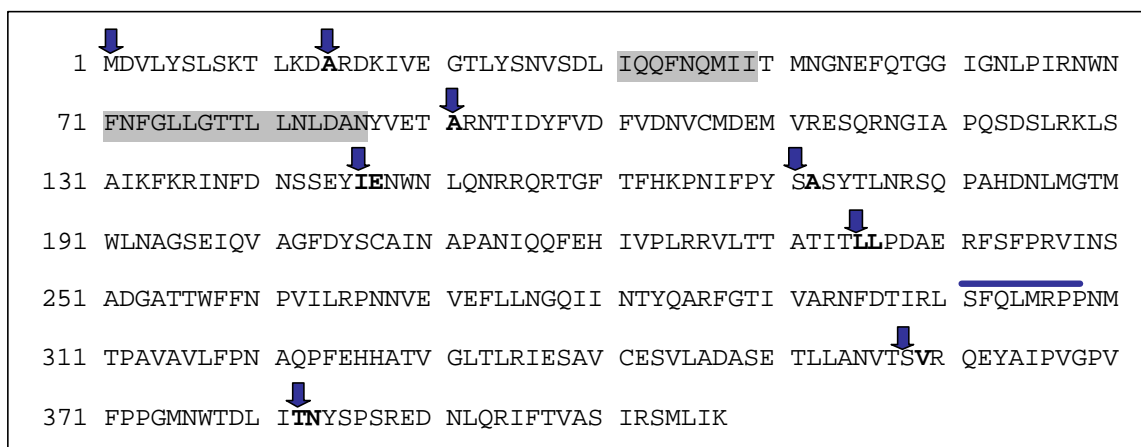 1 MDVLYSLSKT LKDARDKIVE GTLYSNVSDL IQQFNQMIIT MNGNEFQTGG IGNLPIRNWN
71 FNFGLLGTTL LNLDANYVET ARNTIDYFVD FVDNVCMDEM VRESQRNGIA PQSDSLRKLS
131 AIKFKRINFD NSSEYIENWN LQNRRQRTGF TFHKPNIFPY SASYTLNRSQ PAHDNLMGTM
191 WLNAGSEIQV AGFDYSCAIN APANIQQFEH IVPLRRVLTT ATITLLPDAE RFSFPRVINS
251 ADGATTWFFN PVILRPNNVE VEFLLNGQII NTYQARFGTI VARNFDTIRL SFQLMRPPNM
311 TPAVAVLFPN AQPFEHHATV GLTLRIESAV CESVLADASE TLLANVTSVR QEYAIPVGPV
371 FPPGMNWTDL ITNYSPSRED NLQRIFTVAS IRSMLIK